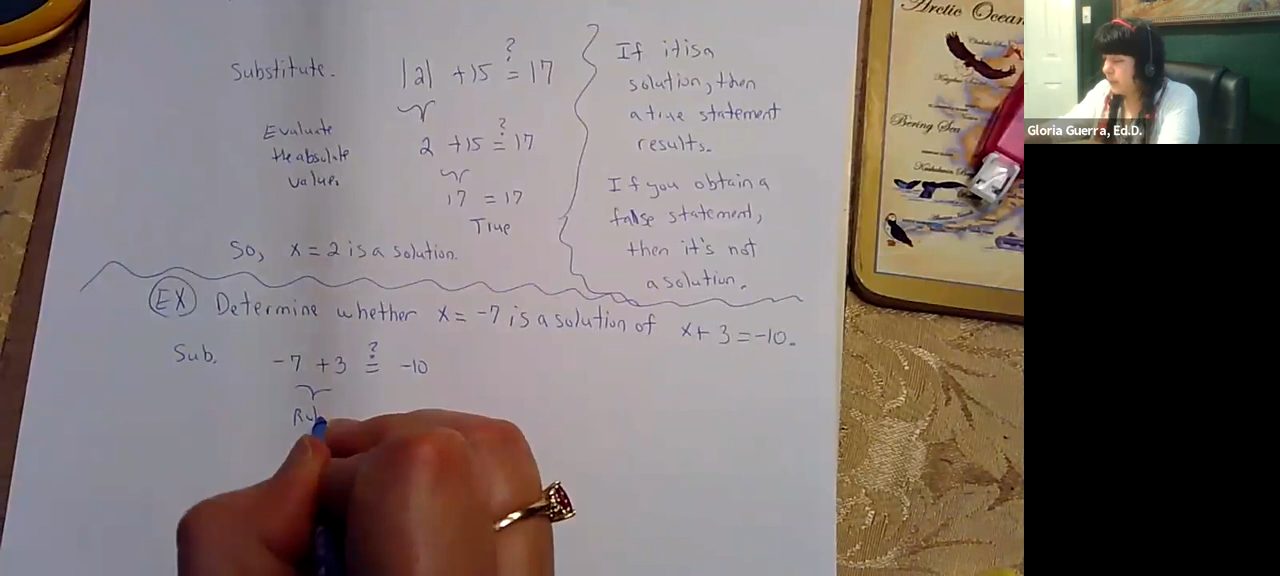 Substitute. |2| + 15 ?= 17
Evaluate the absolute value.
2 + 15 ?= 17
17 = 17
True
So, x = 2 is a solution.
If it is a
solution, then
a true statement
results.
If you obtain a
false statement,
then it's not
a solution.
EX Determine whether x = -7 is a solution of x + 3 = -10.
Sub. -7 + 3 ?= -10
Arctic Ocean
Bering Sea
Gloria Guerra, Ed.D.